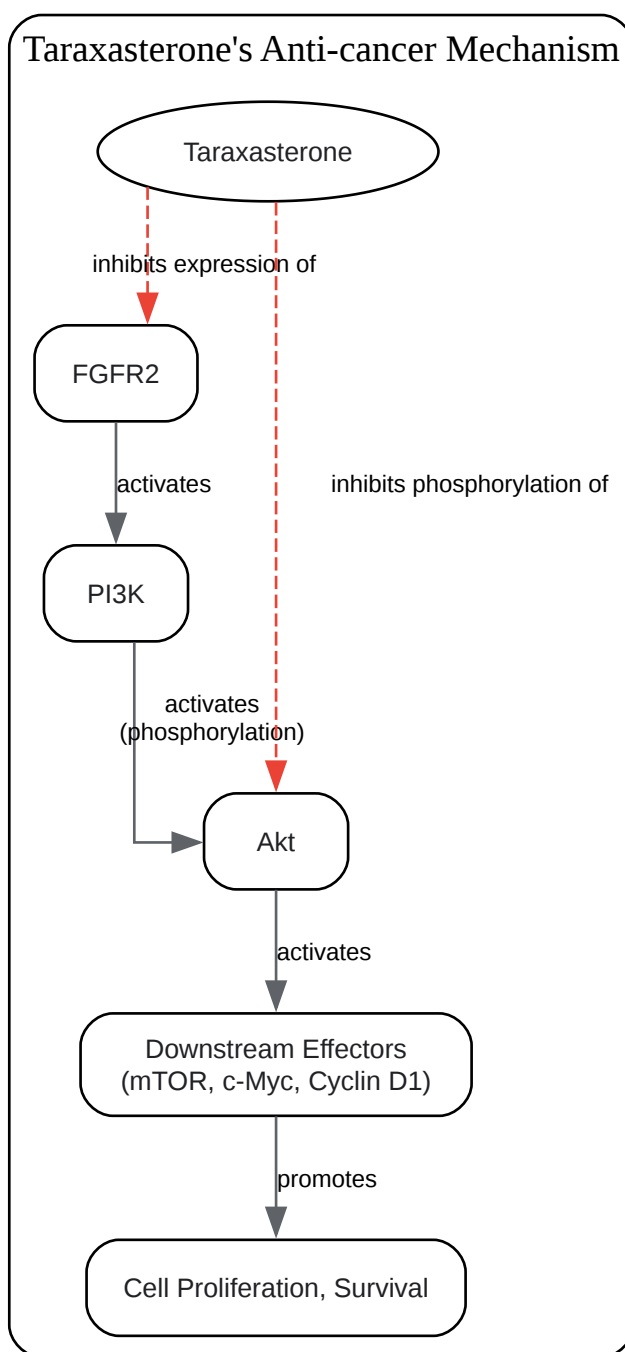 Taraxasterone's Anti-cancer Mechanism
Taraxasterone
inhibits expression of
FGFR2
activates
inhibits phosphorylation of
PI3K
activates
(phosphorylation)
Akt
activates
Downstream Effectors
(mTOR, c-Myc, Cyclin D1)
promotes
Cell Proliferation, Survival